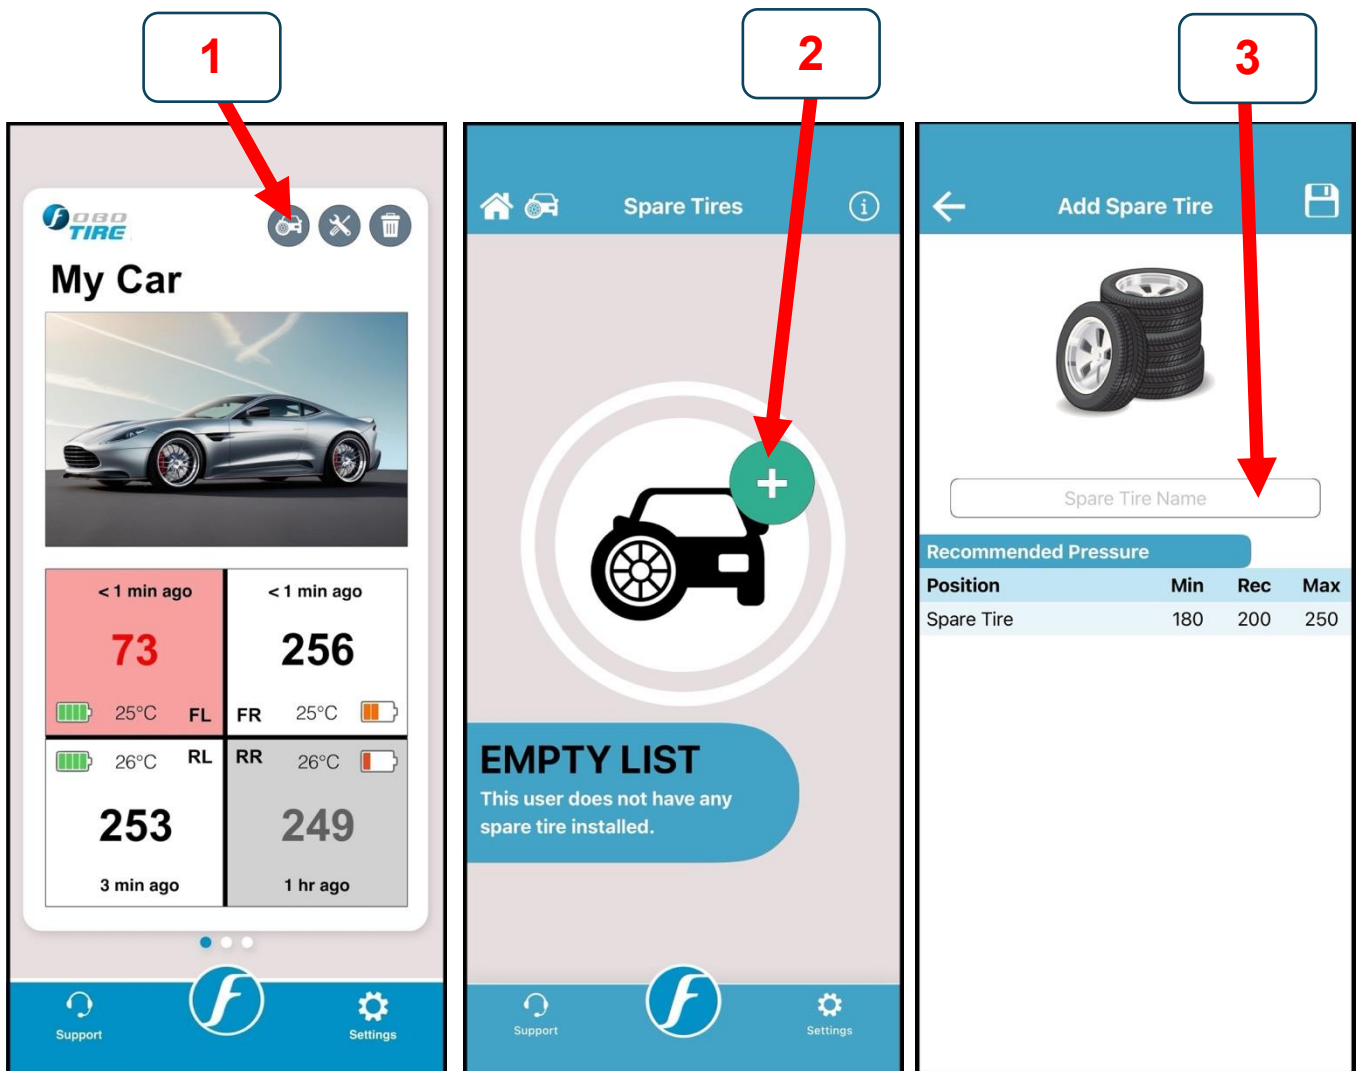 1
2
3
FOBO
TIRE
My Car
< 1 min ago
< 1 min ago
73
256
25°C
FL
FR
25°C
26°C
RL
RR
26°C
253
249
3 min ago
1 hr ago
Support
Settings
Spare Tires
i
+
EMPTY LIST
This user does not have any
spare tire installed.
Support
Settings
Add Spare Tire
Spare Tire Name
Recommended Pressure
Position Min Rec Max
Spare Tire 180 200 250